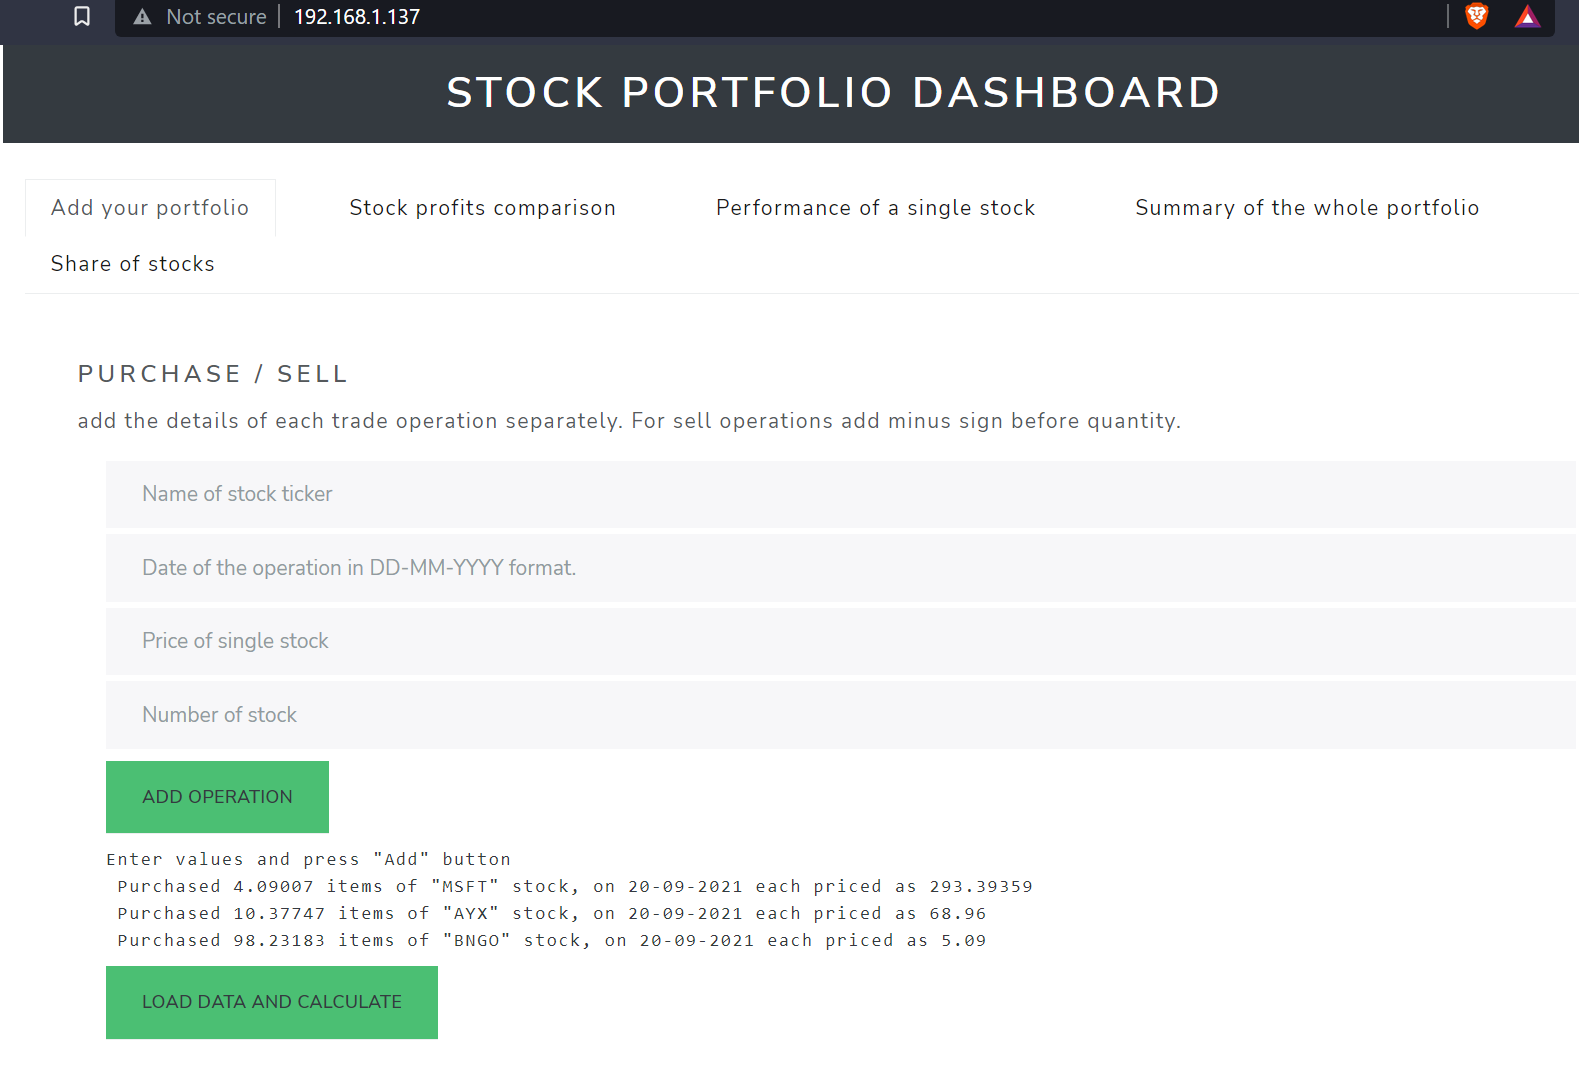 Not secure | 192.168.1.137
STOCK PORTFOLIO DASHBOARD
Add your portfolio Stock profits comparison Performance of a single stock Summary of the whole portfolio
Share of stocks
PURCHASE / SELL
add the details of each trade operation separately. For sell operations add minus sign before quantity.
Name of stock ticker
Date of the operation in DD-MM-YYYY format.
Price of single stock
Number of stock
ADD OPERATION
Enter values and press "Add" button
Purchased 4.09007 items of "MSFT" stock, on 20-09-2021 each priced as 293.39359
Purchased 10.37747 items of "AYX" stock, on 20-09-2021 each priced as 68.96
Purchased 98.23183 items of "BNGO" stock, on 20-09-2021 each priced as 5.09
LOAD DATA AND CALCULATE